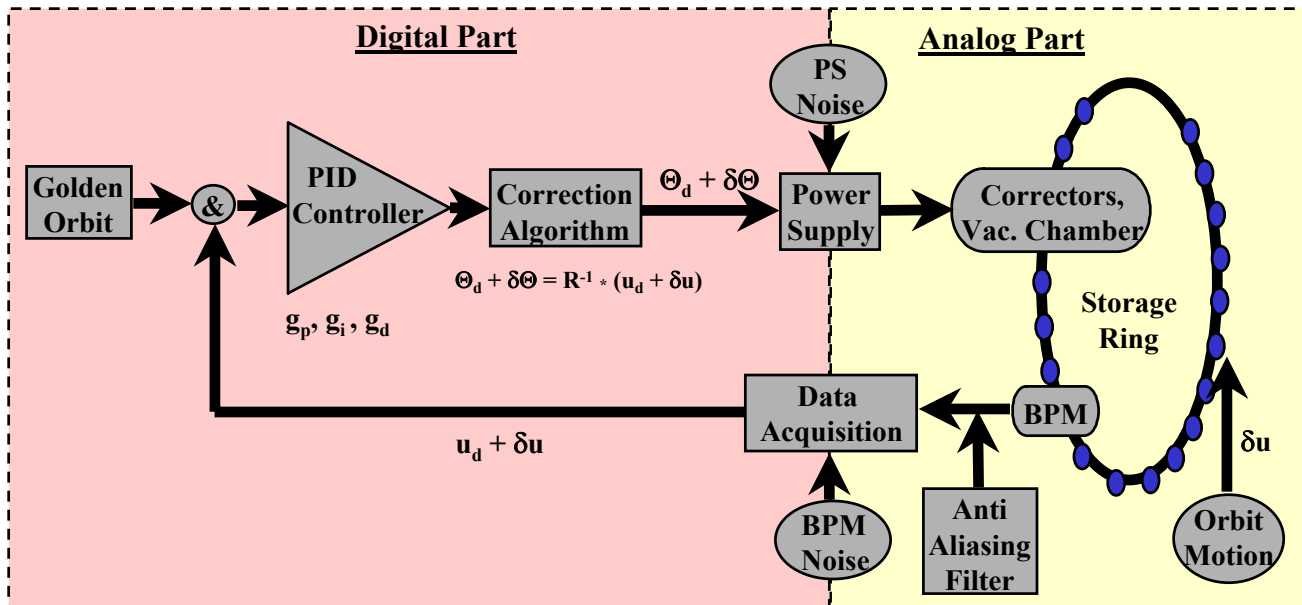 Digital Part
Analog Part
PS
Noise
Golden
Orbit
&
PID
Controller
Correction
Algorithm
Θd + δΘ
Power
Supply
Correctors,
Vac. Chamber
Θd + δΘ = R-1 * (ud + δu)
gp, gi , gd
Storage
Ring
Data
Acquisition
BPM
ud + δu
δu
BPM
Noise
Anti
Aliasing
Filter
Orbit
Motion